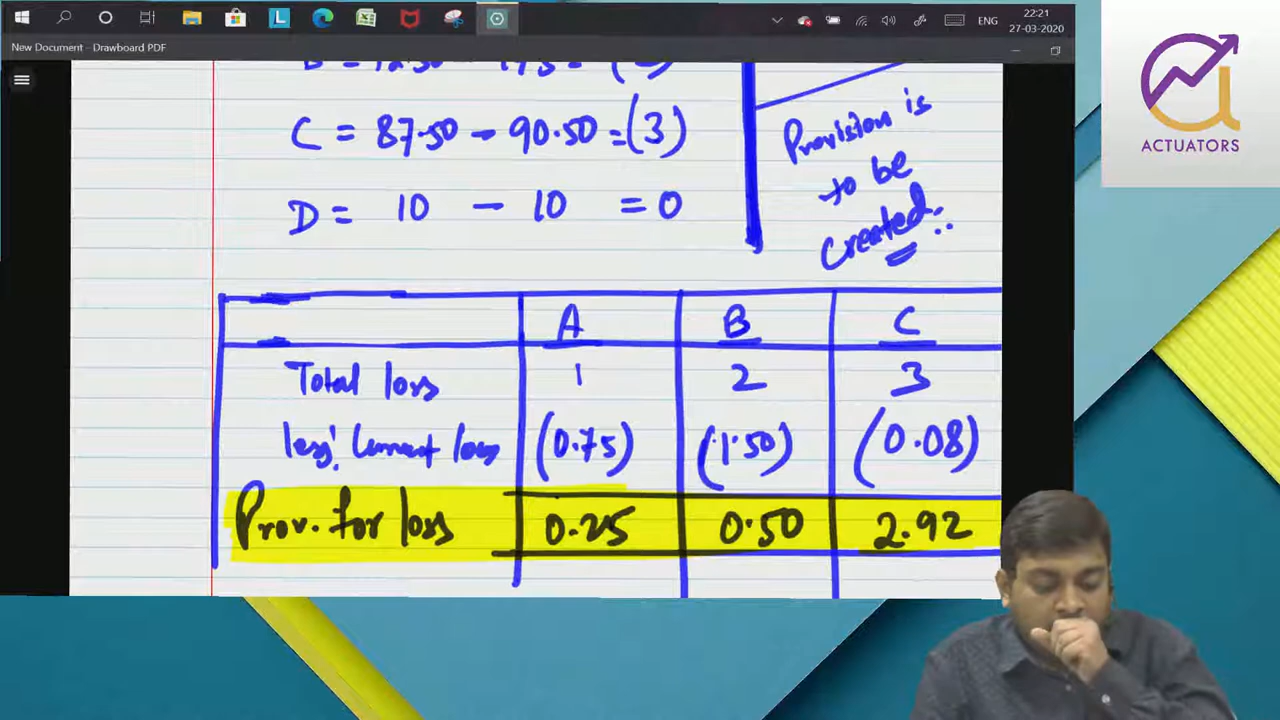 22:21
ENG
27-03-2020
New Document - Drawboard PDF
ACTUATORS
C = 87.50 - 90.50 = (3)
D = 10 - 10 = 0
Provision is
to be
created..
A B C
Total loss 1 2 3
less: Current loss (0.75) (1.50) (0.08)
Prov. for loss 0.25 0.50 2.92